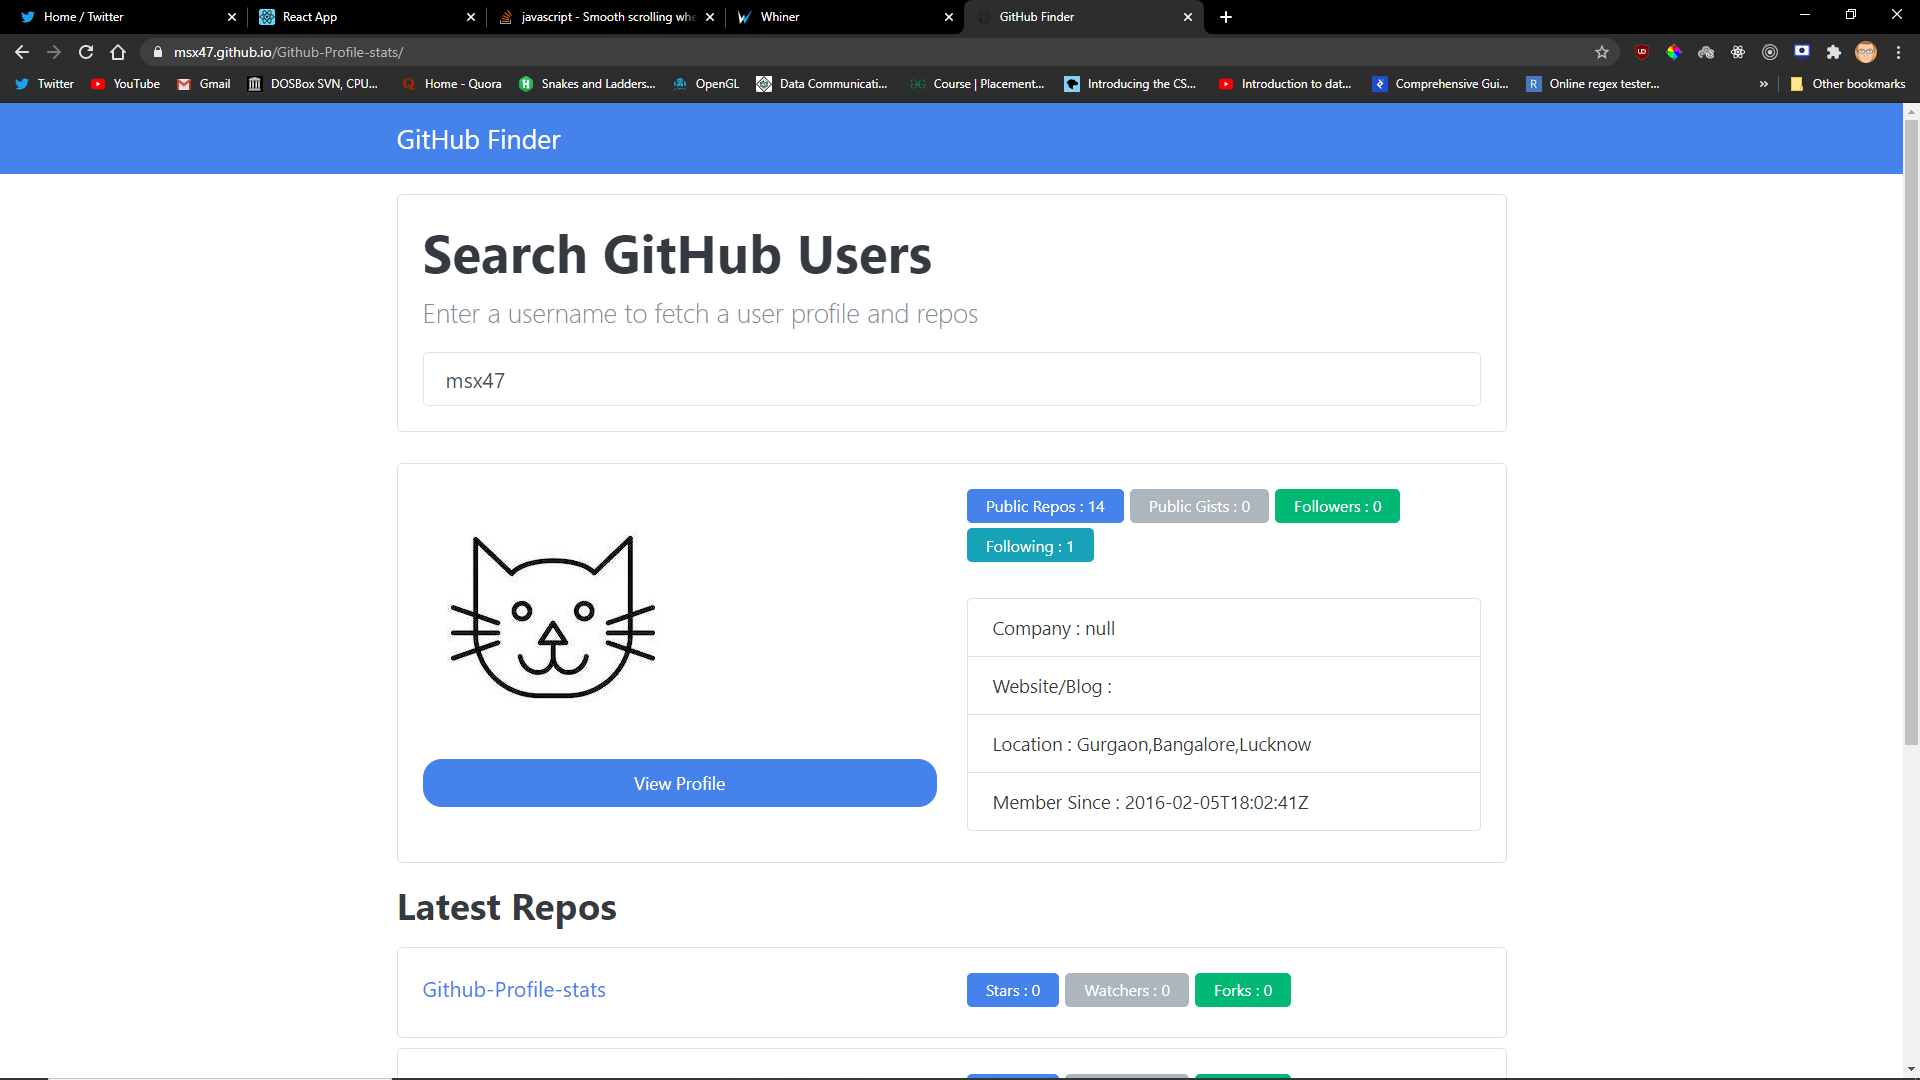 Home / Twitter
React App
javascript - Smooth scrolling whe
Whiner
GitHub Finder
msx47.github.io/Github-Profile-stats/
Twitter
YouTube
Gmail
DOSBox SVN, CPU...
Home - Quora
Snakes and Ladders...
OpenGL
Data Communicati...
Course | Placement...
Introducing the CS...
Introduction to dat...
Comprehensive Gui...
Online regex tester...
»
Other bookmarks
GitHub Finder
Search GitHub Users
Enter a username to fetch a user profile and repos
msx47
Public Repos : 14
Public Gists : 0
Followers : 0
Following : 1
Company : null
Website/Blog :
Location : Gurgaon,Bangalore,Lucknow
Member Since : 2016-02-05T18:02:41Z
View Profile
Latest Repos
Github-Profile-stats
Stars : 0
Watchers : 0
Forks : 0